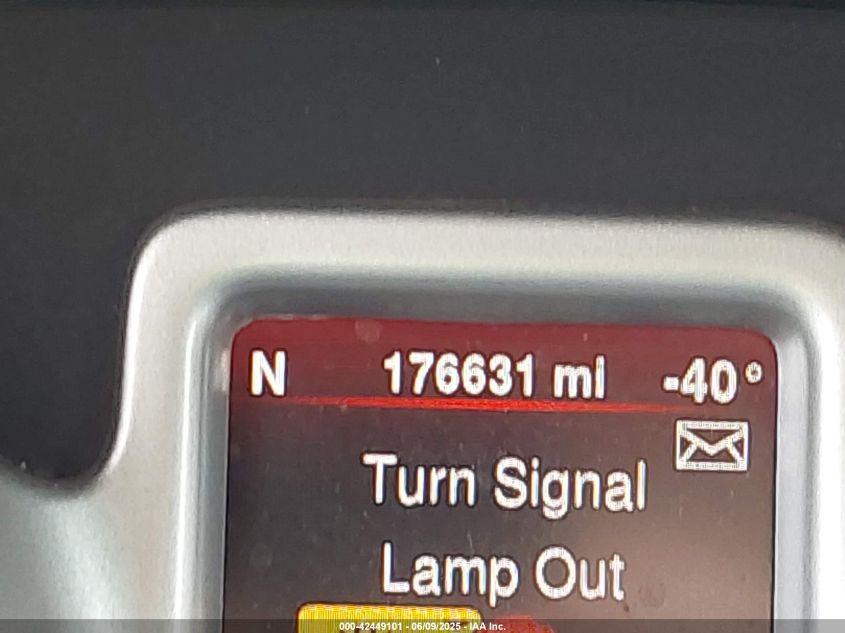 N 176631 mi -40°
Turn Signal
Lamp Out
000-42449101 - 06/09/2025 - IAA Inc.